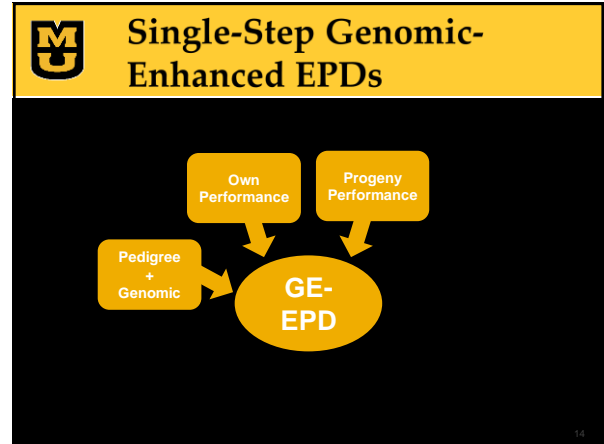 MU
Single-Step Genomic-
Enhanced EPDs
Own
Performance
Progeny
Performance
Pedigree
+
Genomic
GE-
EPD
14